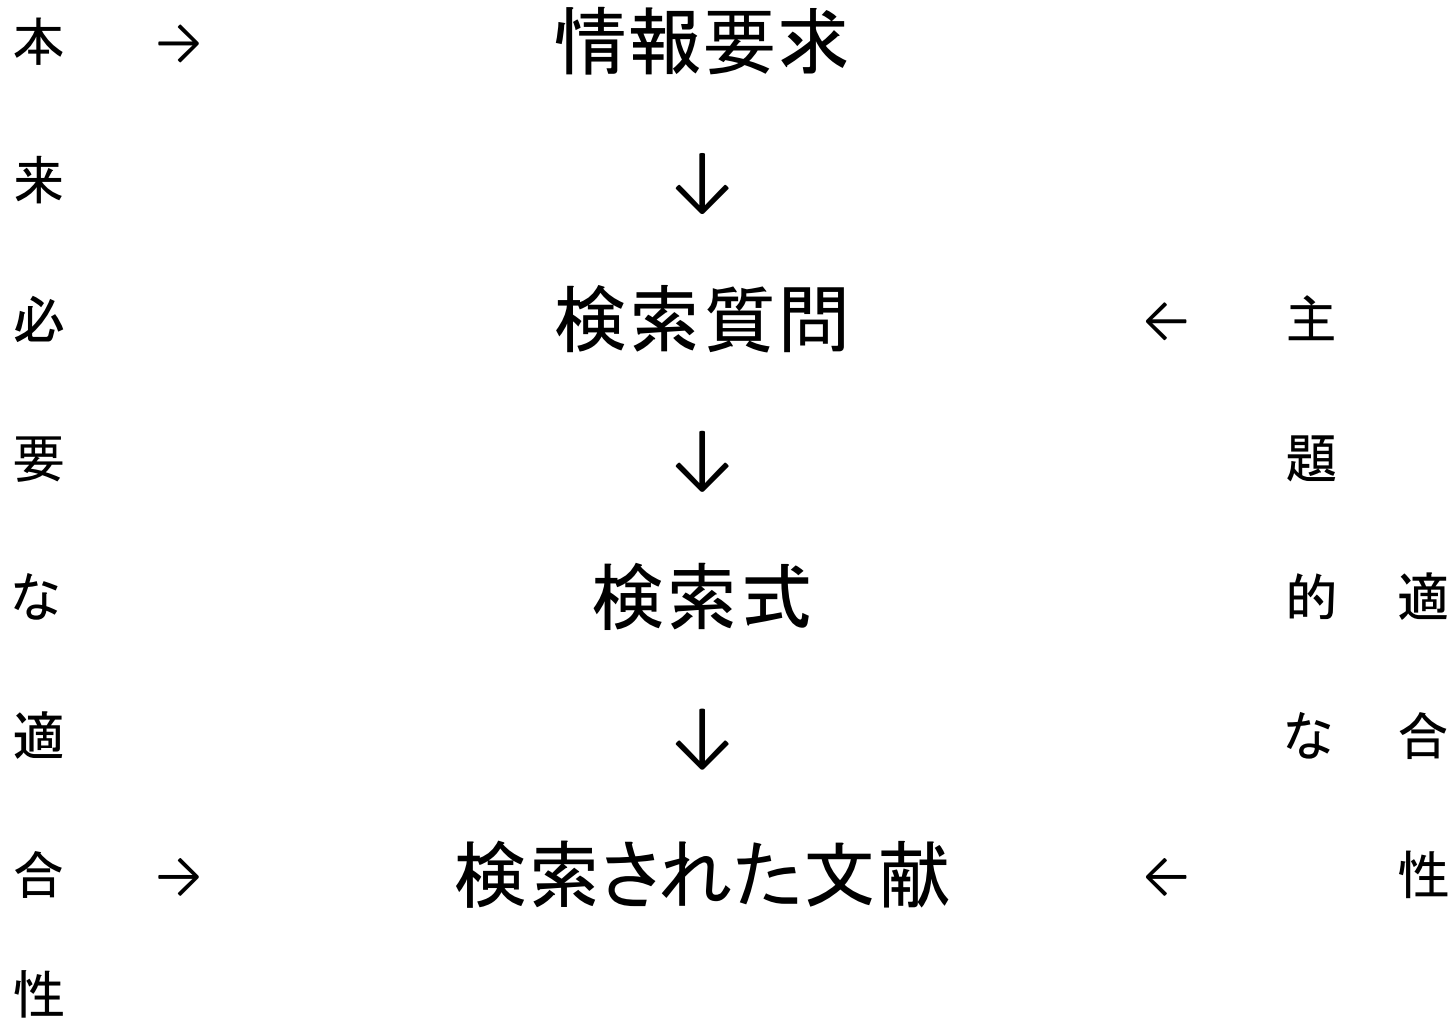 本来必要な適合性
→
→
情報要求
↓
検索質問
↓
検索式
↓
検索された文献
←
←
主題的な
適合性